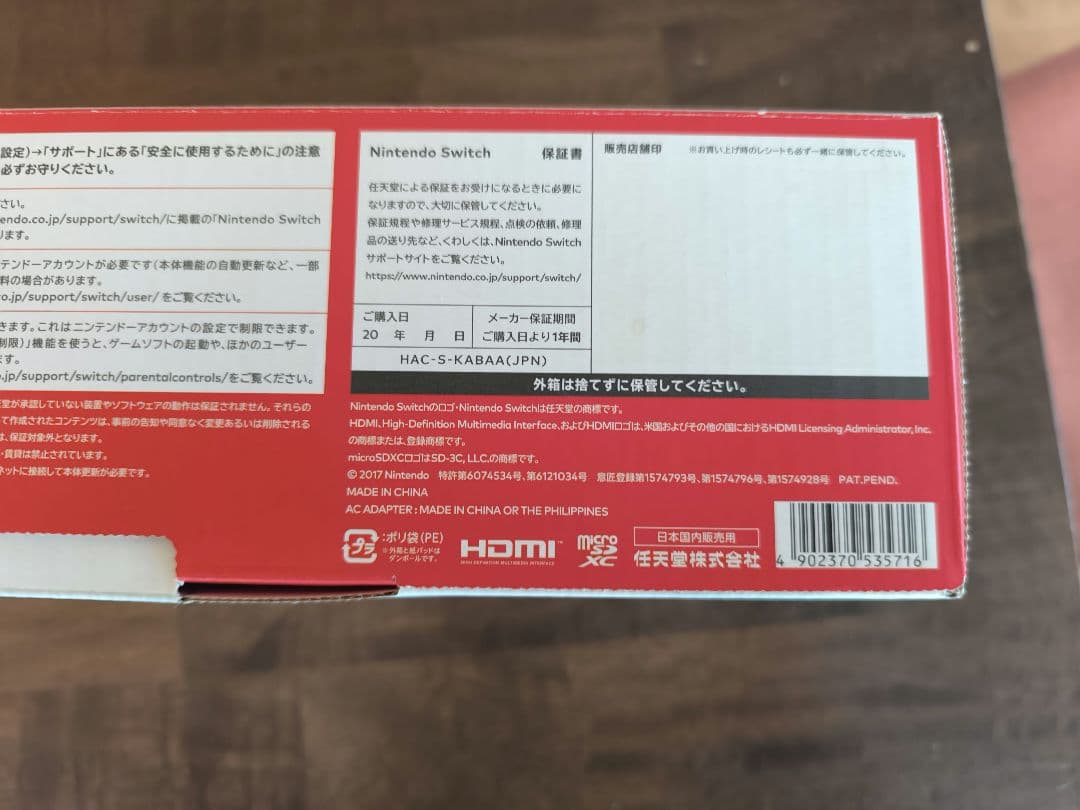 設定)→「サポート」にある「安全に使用するために」の注意
必ずお守りください。
さい。
endo.co.jp/support/switch/に掲載の「Nintendo Switch
ます。
テンドーアカウントが必要です(本体機能の自動更新など、一部
料の場合があります。
co.jp/support/switch/user/ をご覧ください。
きます。これはニンテンドーアカウントの設定で制限できます。
制限)」機能を使うと、ゲームソフトの起動や、ほかのユーザー
ます。
.jp/support/switch/parentalcontrols/をご覧ください。
天堂が承認していない装置やソフトウェアの動作は保証されません。それらの
て作成されたコンテンツは、事前の告知や同意なく変更あるいは削除される
は、保証対象外となります。
・賃貸は禁止されています。
ネットに接続して本体更新が必要です。
Nintendo Switch 保証書
任天堂による保証をお受けになるときに必要に
なりますので、大切に保管してください。
保証規程や修理サービス規程、点検の依頼、修理
品の送り先など、くわしくは、Nintendo Switch
サポートサイトをご覧ください。
https://www.nintendo.co.jp/support/switch/
ご購入日
20 年 月 日
メーカー保証期間
ご購入日より1年間
HAC-S-KABAA(JPN)
販売店舗印 ※お買い上げ時のレシートも必ず一緒に保管してください。
外箱は捨てずに保管してください。
Nintendo Switchのロゴ・Nintendo Switchは任天堂の商標です。
HDMI、High-Definition Multimedia Interface、およびHDMIロゴは、米国およびその他の国におけるHDMI Licensing Administrator, Inc.
の商標または、登録商標です。
microSDXCロゴはSD-3C, LLC.の商標です。
© 2017 Nintendo 特許第6074534号、第6121034号 意匠登録第1574793号、第1574796号、第1574928号 PAT.PEND.
MADE IN CHINA
AC ADAPTER : MADE IN CHINA OR THE PHILIPPINES
プラ
:ポリ袋(PE)
※外箱と紙パッドは
ダンボールです。
HDMI™
HIGH-DEFINITION MULTIMEDIA INTERFACE
micro SD XC
日本国内販売用
任天堂株式会社
4 902370 535716